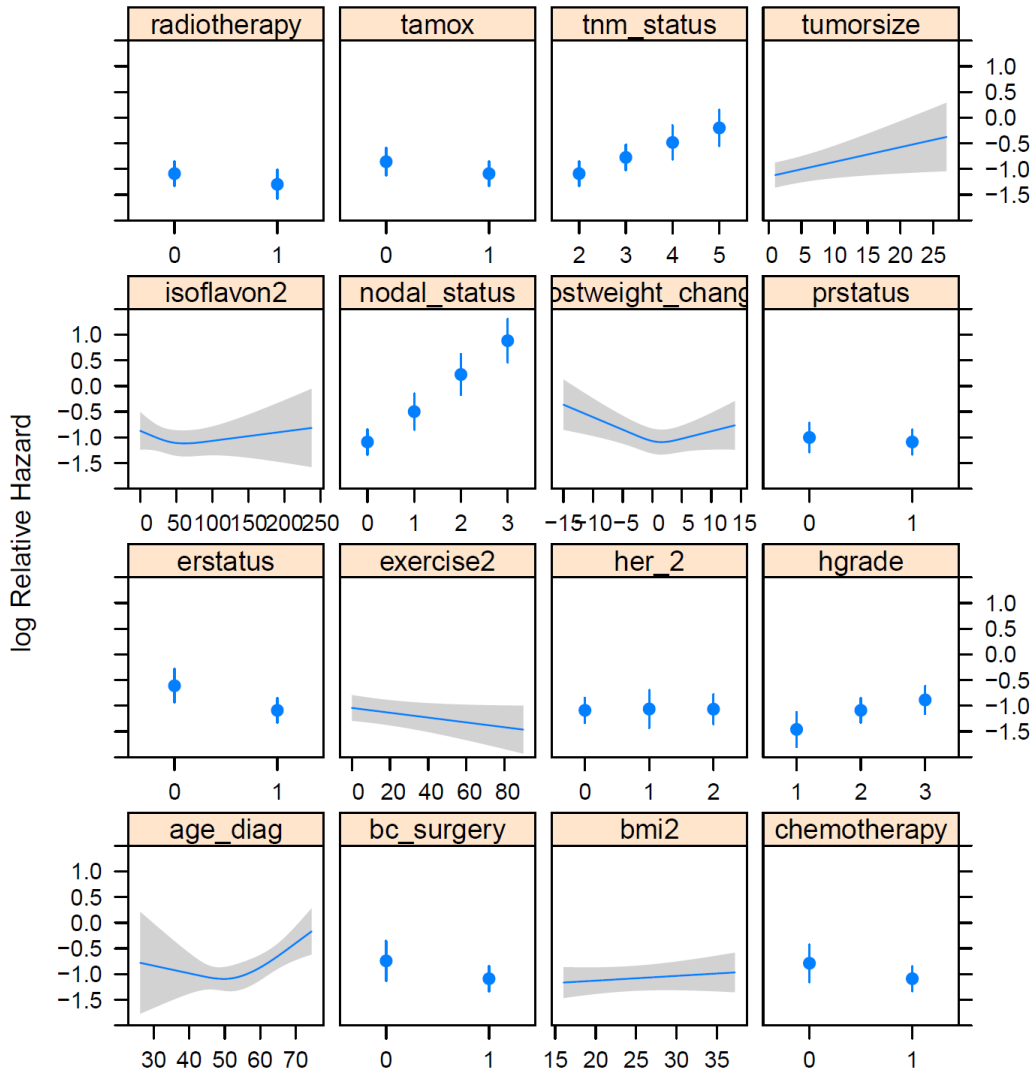 radiotherapy tamox tnm_status tumorsize
1.0
0.5
0.0
−0.5
−1.0
−1.5
0 1 0 1 2 3 4 5 0 5 10 15 20 25
isoflavon2 nodal_status ostweight_chang prstatus
1.0
0.5
0.0
−0.5
−1.0
−1.5
0 50 100 150 200 250 0 1 2 3 −15 −10 −5 0 5 10 15 0 1
log Relative Hazard
erstatus exercise2 her_2 hgrade
1.0
0.5
0.0
−0.5
−1.0
−1.5
0 1 0 20 40 60 80 0 1 2 1 2 3
age_diag bc_surgery bmi2 chemotherapy
1.0
0.5
0.0
−0.5
−1.0
−1.5
30 40 50 60 70 0 1 15 20 25 30 35 0 1